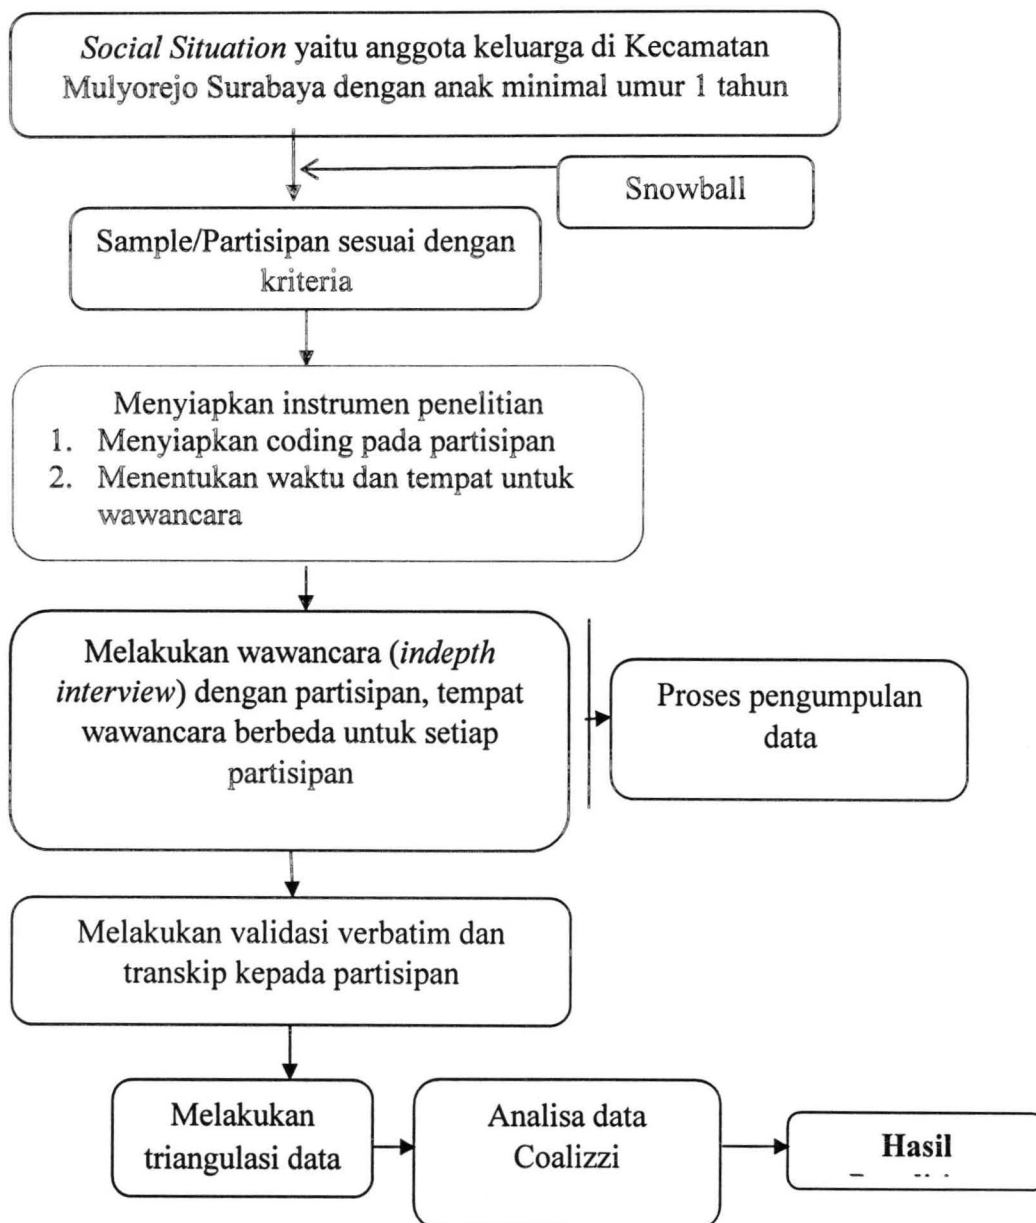 Social Situation yaitu anggota keluarga di Kecamatan
Mulyorejo Surabaya dengan anak minimal umur 1 tahun
Snowball
Sample/Partisipan sesuai dengan
kriteria
Menyiapkan instrumen penelitian
1. Menyiapkan coding pada partisipan
2. Menentukan waktu dan tempat untuk
wawancara
Melakukan wawancara (indepth
interview) dengan partisipan, tempat
wawancara berbeda untuk setiap
partisipan
Proses pengumpulan
data
Melakukan validasi verbatim dan
transkip kepada partisipan
Melakukan
triangulasi data
Analisa data
Coalizzi
Hasil